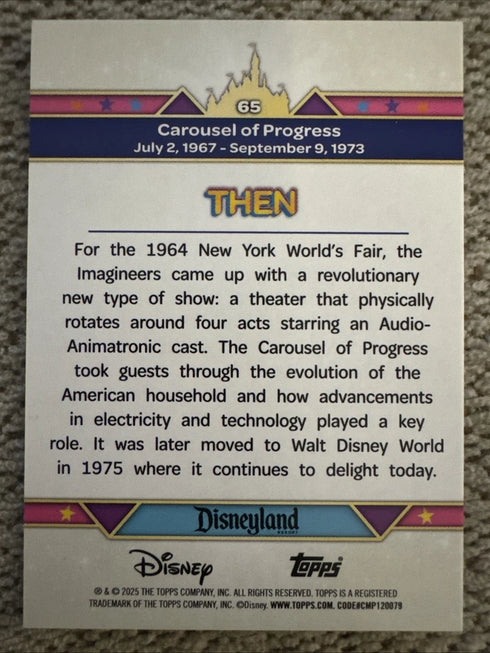 65
Carousel of Progress
July 2, 1967 - September 9, 1973
THEN
For the 1964 New York World's Fair, the
Imagineers came up with a revolutionary
new type of show: a theater that physically
rotates around four acts starring an Audio-
Animatronic cast. The Carousel of Progress
took guests through the evolution of the
American household and how advancements
in electricity and technology played a key
role. It was later moved to Walt Disney World
in 1975 where it continues to delight today.
Disneyland
RESORT
Disney topps
® & © 2025 THE TOPPS COMPANY, INC. ALL RIGHTS RESERVED. TOPPS IS A REGISTERED
TRADEMARK OF THE TOPPS COMPANY, INC. ©Disney. WWW.TOPPS.COM. CODE#CMP120079